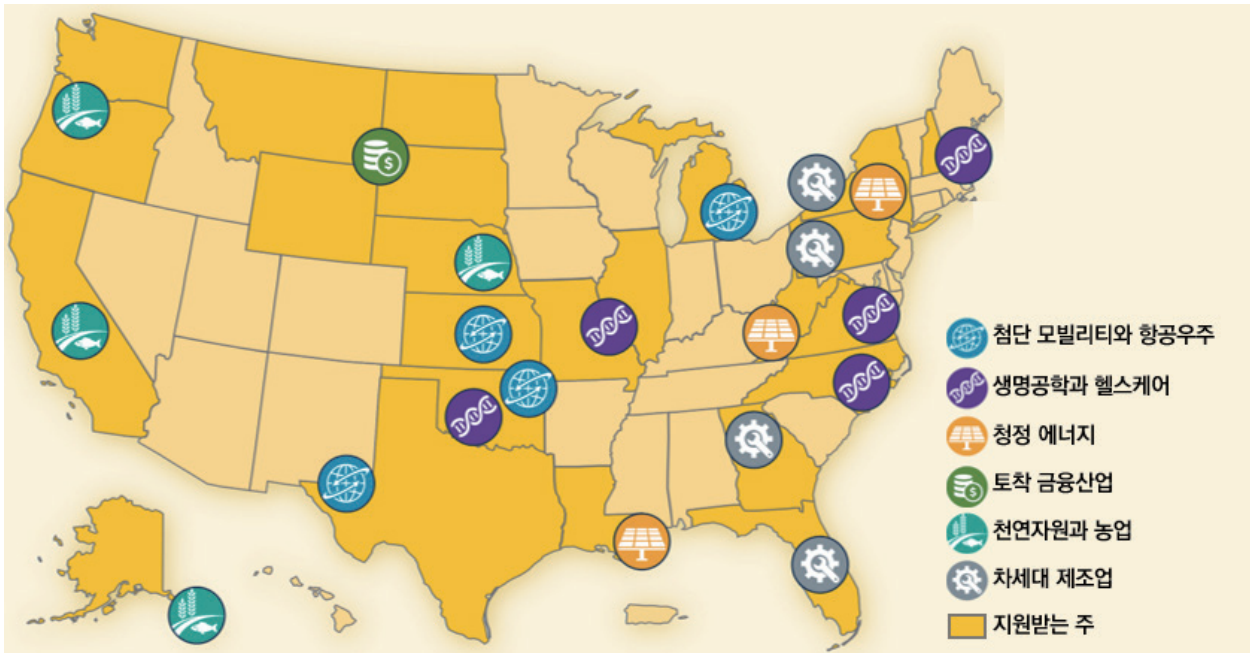 첨단 모빌리티와 항공우주
생명공학과 헬스케어
청정 에너지
토착 금융산업
천연자원과 농업
차세대 제조업
지원받는 주